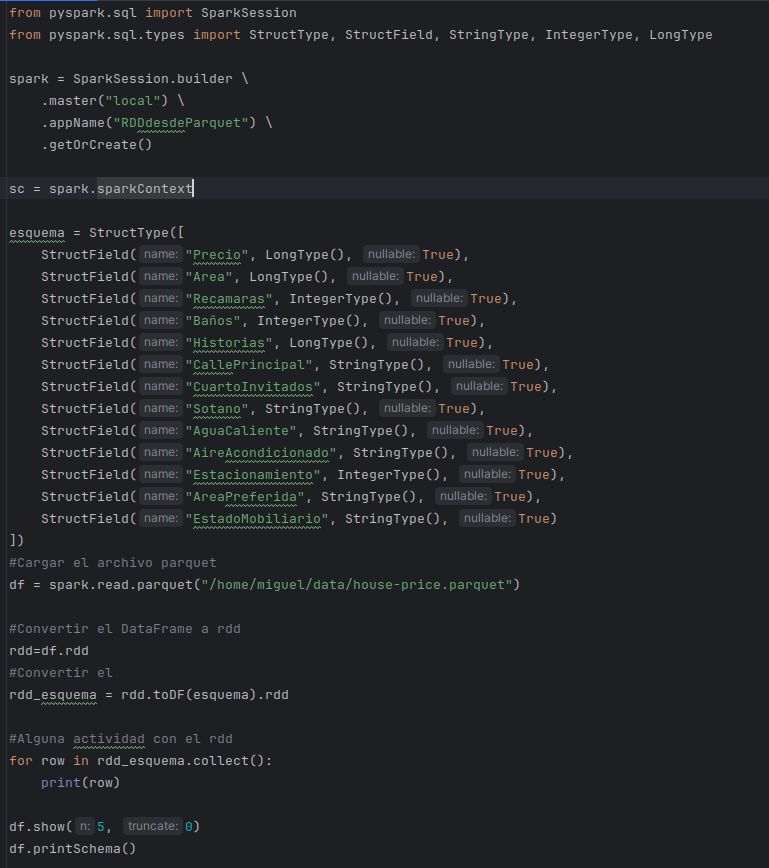 from pyspark.sql import SparkSession
from pyspark.sql.types import StructType, StructField, StringType, IntegerType, LongType
spark = SparkSession.builder \
    .master("local") \
    .appName("RDDdesdeParquet") \
    .getOrCreate()
sc = spark.sparkContext
esquema = StructType([
    StructField( name: "Precio", LongType(), nullable: True),
    StructField( name: "Area", LongType(), nullable: True),
    StructField( name: "Recamaras", IntegerType(), nullable: True),
    StructField( name: "Baños", IntegerType(), nullable: True),
    StructField( name: "Historias", LongType(), nullable: True),
    StructField( name: "CallePrincipal", StringType(), nullable: True),
    StructField( name: "CuartoInvitados", StringType(), nullable: True),
    StructField( name: "Sotano", StringType(), nullable: True),
    StructField( name: "AguaCaliente", StringType(), nullable: True),
    StructField( name: "AireAcondicionado", StringType(), nullable: True),
    StructField( name: "Estacionamiento", IntegerType(), nullable: True),
    StructField( name: "AreaPreferida", StringType(), nullable: True),
    StructField( name: "EstadoMobiliario", StringType(), nullable: True)
])
#Cargar el archivo parquet
df = spark.read.parquet("/home/miguel/data/house-price.parquet")
#Convertir el DataFrame a rdd
rdd=df.rdd
#Convertir el
rdd_esquema = rdd.toDF(esquema).rdd
#Alguna actividad con el rdd
for row in rdd_esquema.collect():
    print(row)
df.show( n: 5, truncate: 0)
df.printSchema()